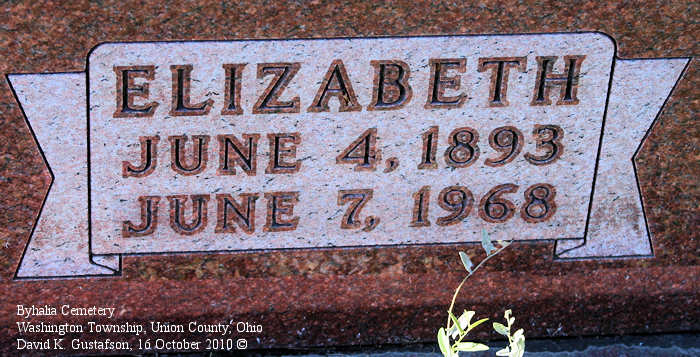 ELIZABETH
JUNE 4, 1893
JUNE 7, 1968
Byhalia Cemetery
Washington Township, Union County, Ohio
David K. Gustafson, 16 October 2010 ©